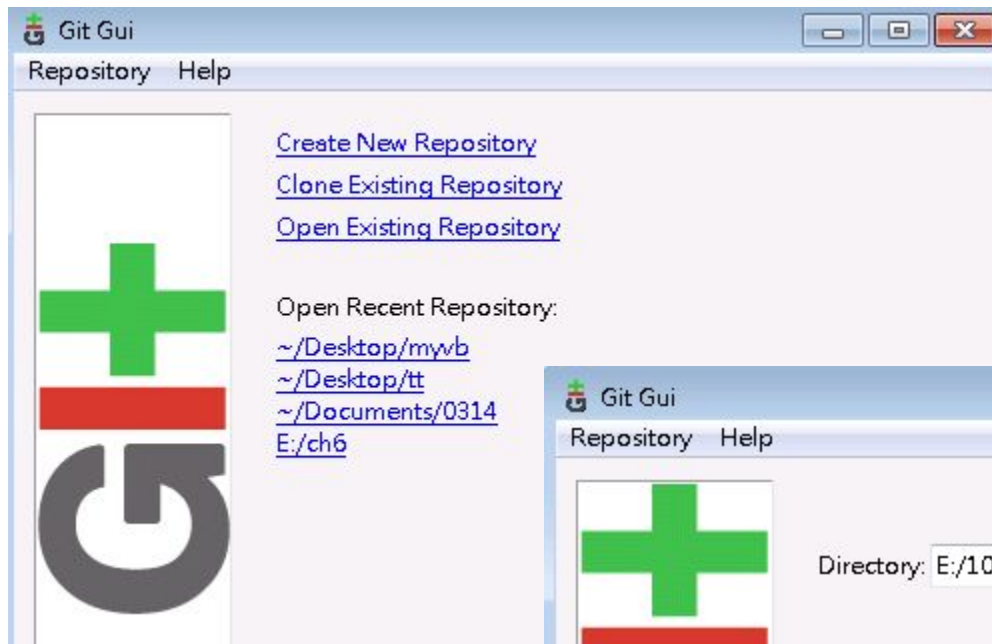 Git Gui
Repository Help
Create New Repository
Clone Existing Repository
Open Existing Repository
Open Recent Repository:
~/Desktop/myvb
~/Desktop/tt
~/Documents/0314
E:/ch6
GIT
Git Gui
Repository Help
Directory: E:/10